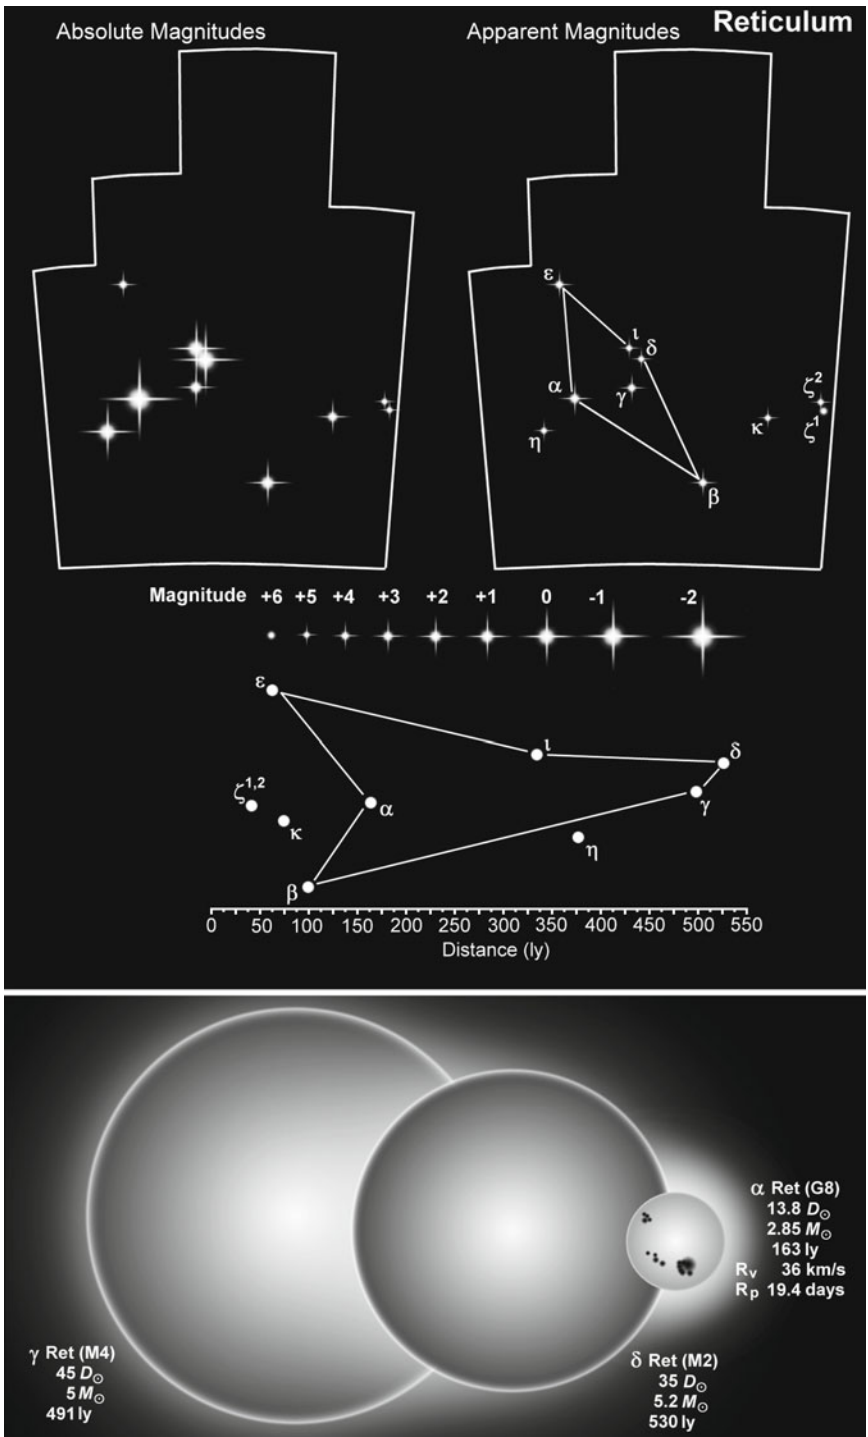 Reticulum
Absolute Magnitudes
Apparent Magnitudes
ε
ι
δ
α
γ
η
ζ²
κ
ζ¹
β
Magnitude +6 +5 +4 +3 +2 +1 0 -1 -2
ε
ι
δ
ζ¹,²
α
γ
κ
η
β
0 50 100 150 200 250 300 350 400 450 500 550
Distance (ly)
α Ret (G8)
13.8 D☉
2.85 M☉
163 ly
Rᵥ 36 km/s
Rₚ 19.4 days
γ Ret (M4)
45 D☉
5 M☉
491 ly
δ Ret (M2)
35 D☉
5.2 M☉
530 ly